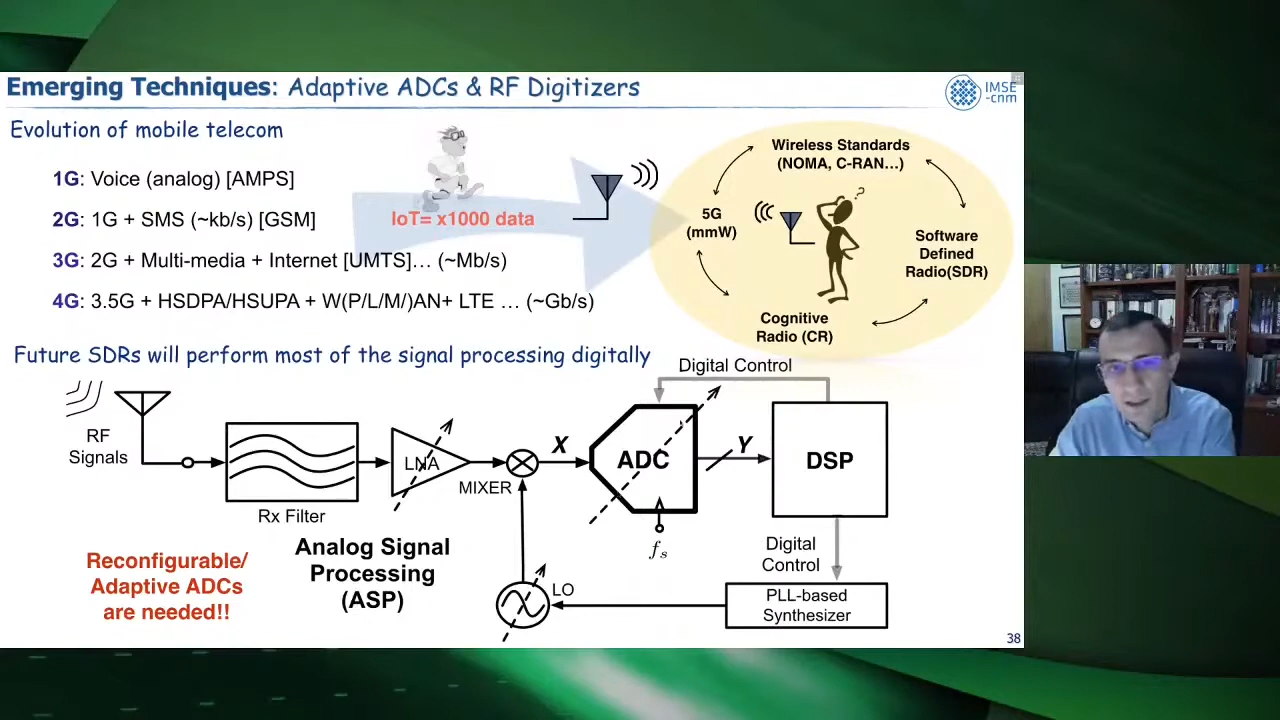 Emerging Techniques: Adaptive ADCs & RF Digitizers
IMSE
-cnm
Evolution of mobile telecom
1G: Voice (analog) [AMPS]
2G: 1G + SMS (~kb/s) [GSM]
3G: 2G + Multi-media + Internet [UMTS]... (~Mb/s)
4G: 3.5G + HSDPA/HSUPA + W(P/L/M/)AN+ LTE ... (~Gb/s)
IoT= x1000 data
Wireless Standards
(NOMA, C-RAN...)
5G
(mmW)
?
Software
Defined
Radio(SDR)
Cognitive
Radio (CR)
Future SDRs will perform most of the signal processing digitally
Digital Control
RF
Signals
Rx Filter
LNA
MIXER
X
ADC
fs
Y
DSP
Digital
Control
LO
PLL-based
Synthesizer
Analog Signal
Processing
(ASP)
Reconfigurable/
Adaptive ADCs
are needed!!
38